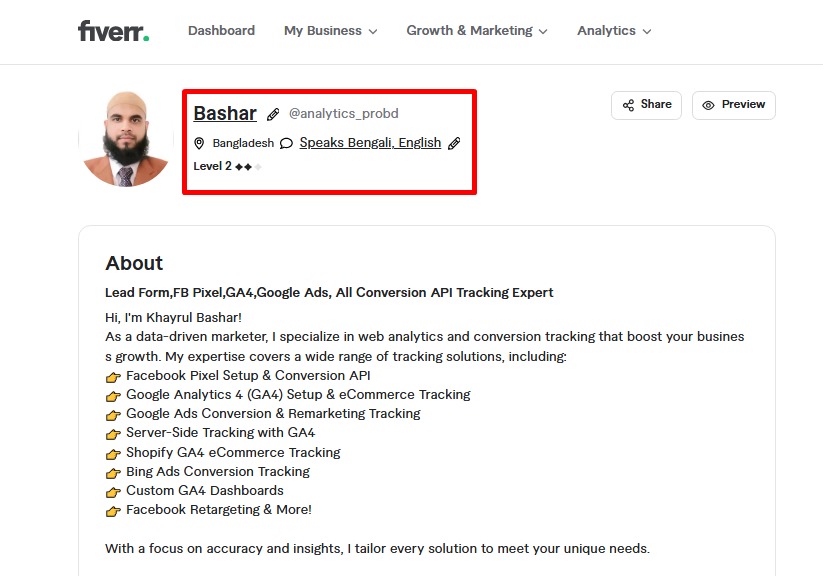 fiverr.
Dashboard My Business Growth & Marketing Analytics
Bashar @analytics_probd
Share Preview
Bangladesh Speaks Bengali, English
Level 2
About
Lead Form,FB Pixel,GA4,Google Ads, All Conversion API Tracking Expert
Hi, I'm Khayrul Bashar!
As a data-driven marketer, I specialize in web analytics and conversion tracking that boost your busines
s growth. My expertise covers a wide range of tracking solutions, including:
👉 Facebook Pixel Setup & Conversion API
👉 Google Analytics 4 (GA4) Setup & eCommerce Tracking
👉 Google Ads Conversion & Remarketing Tracking
👉 Server-Side Tracking with GA4
👉 Shopify GA4 eCommerce Tracking
👉 Bing Ads Conversion Tracking
👉 Custom GA4 Dashboards
👉 Facebook Retargeting & More!
With a focus on accuracy and insights, I tailor every solution to meet your unique needs.